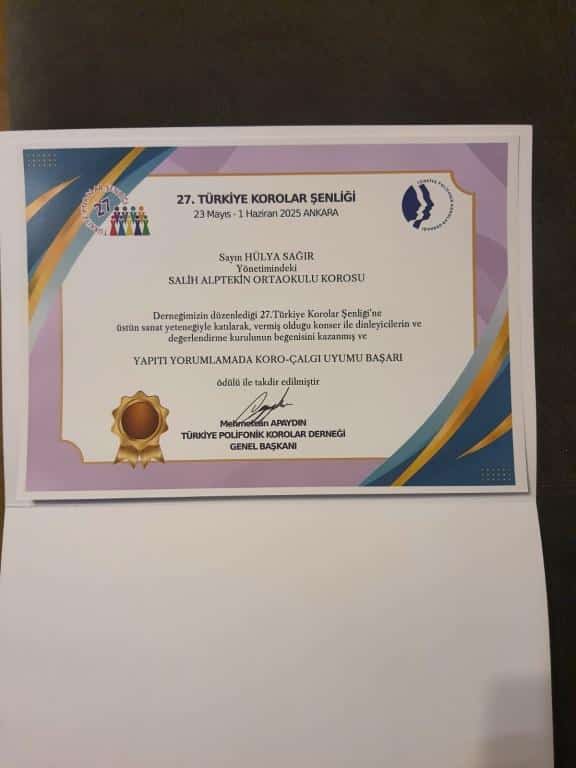 27. TÜRKİYE KOROLAR ŞENLİĞİ
23 Mayıs - 1 Haziran 2025 ANKARA
27
Sayın HÜLYA SAĞIR
Yönetimindeki
SALİH ALPTEKİN ORTAOKULU KOROSU
Derneğimizin düzenlediği 27.Türkiye Korolar Şenliği'ne
üstün sanat yeteneğiyle katılarak, vermiş olduğu konser ile dinleyicilerin ve
değerlendirme kurulunun begenisini kazanmış ve
YAPITI YORUMLAMADA KORO-ÇALGI UYUMU BAŞARI
ödülü ile takdir edilmiştir
Mehmetcan APAYDIN
TÜRKİYE POLİFONİK KOROLAR DERNEĞİ
GENEL BAŞKANI